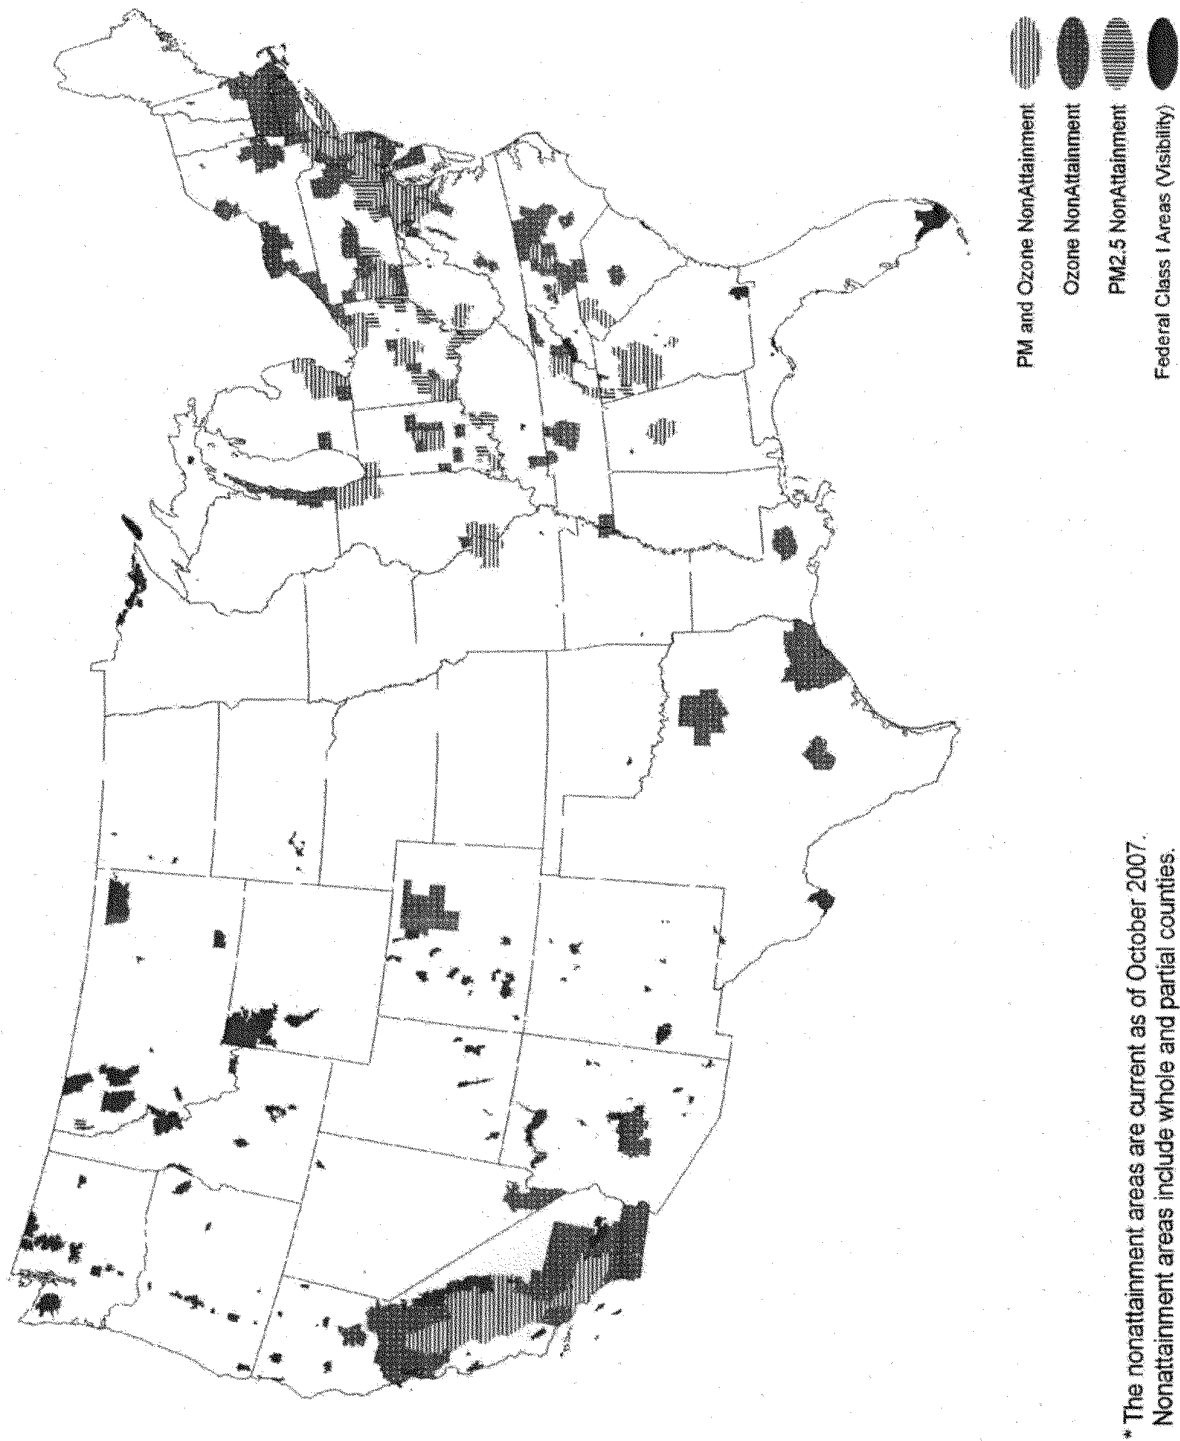 PM and Ozone NonAttainment
Ozone NonAttainment
PM2.5 NonAttainment
Federal Class I Areas (Visibility)
* The nonattainment areas are current as of October 2007.
Nonattainment areas include whole and partial counties.